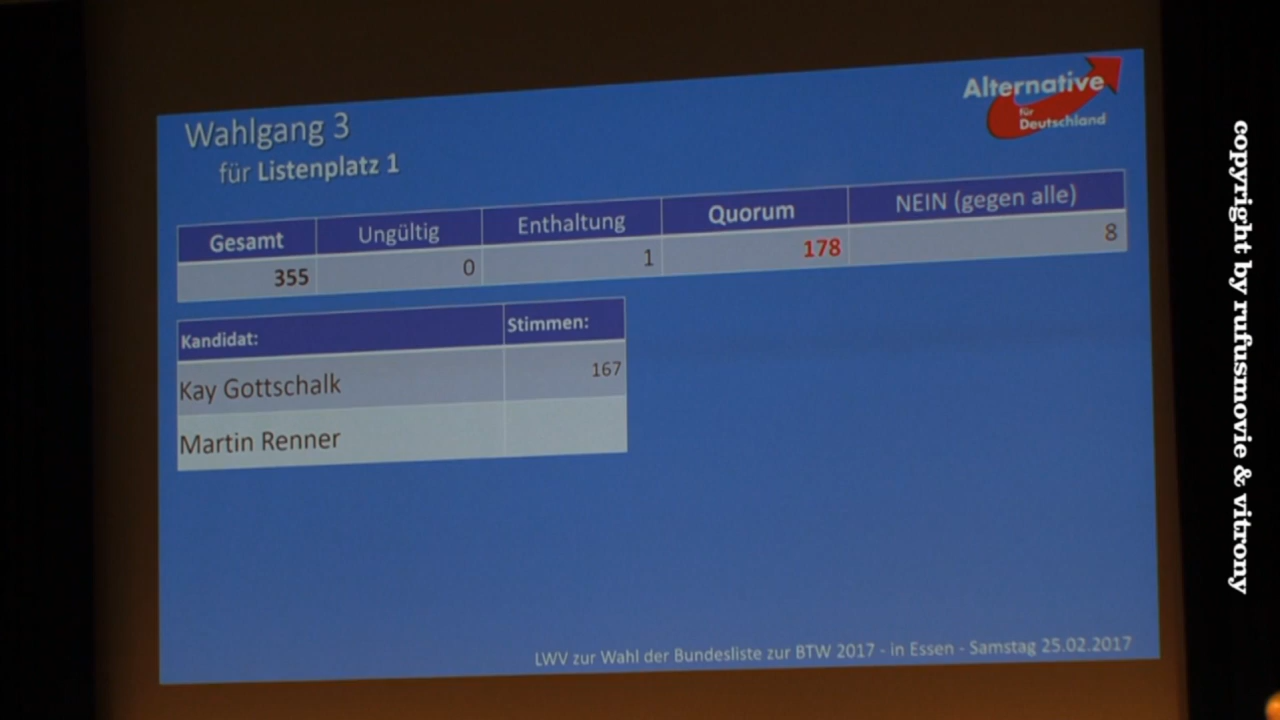 Alternative
für
Deutschland
Wahlgang 3
für Listenplatz 1
Gesamt Ungültig Enthaltung Quorum NEIN (gegen alle)
355 0 1 178 8
Kandidat: Stimmen:
Kay Gottschalk 167
Martin Renner
LWV zur Wahl der Bundesliste zur BTW 2017 - in Essen - Samstag 25.02.2017
copyright by rufusmovie & vitrony